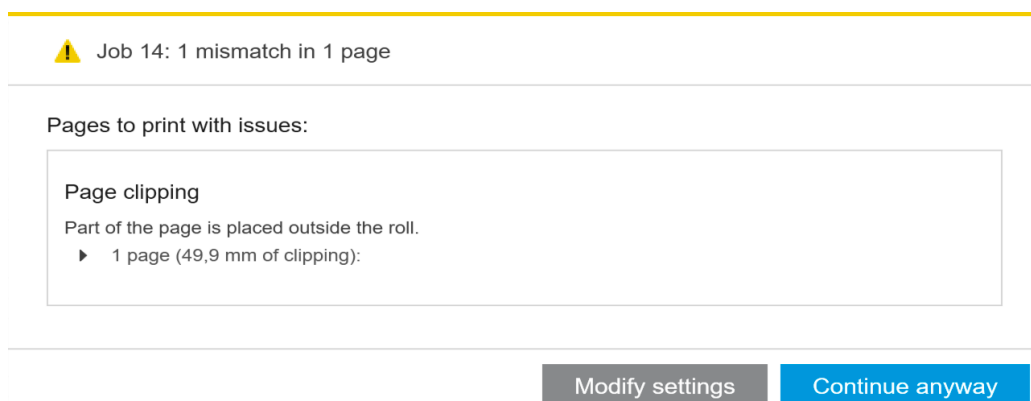 Job 14: 1 mismatch in 1 page
Pages to print with issues:
Page clipping
Part of the page is placed outside the roll.
1 page (49,9 mm of clipping):
Modify settings
Continue anyway